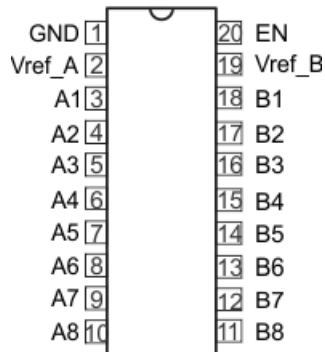 GND 1 20 EN
Vref_A 2 19 Vref_B
A1 3 18 B1
A2 4 17 B2
A3 5 16 B3
A4 6 15 B4
A5 7 14 B5
A6 8 13 B6
A7 9 12 B7
A8 10 11 B8